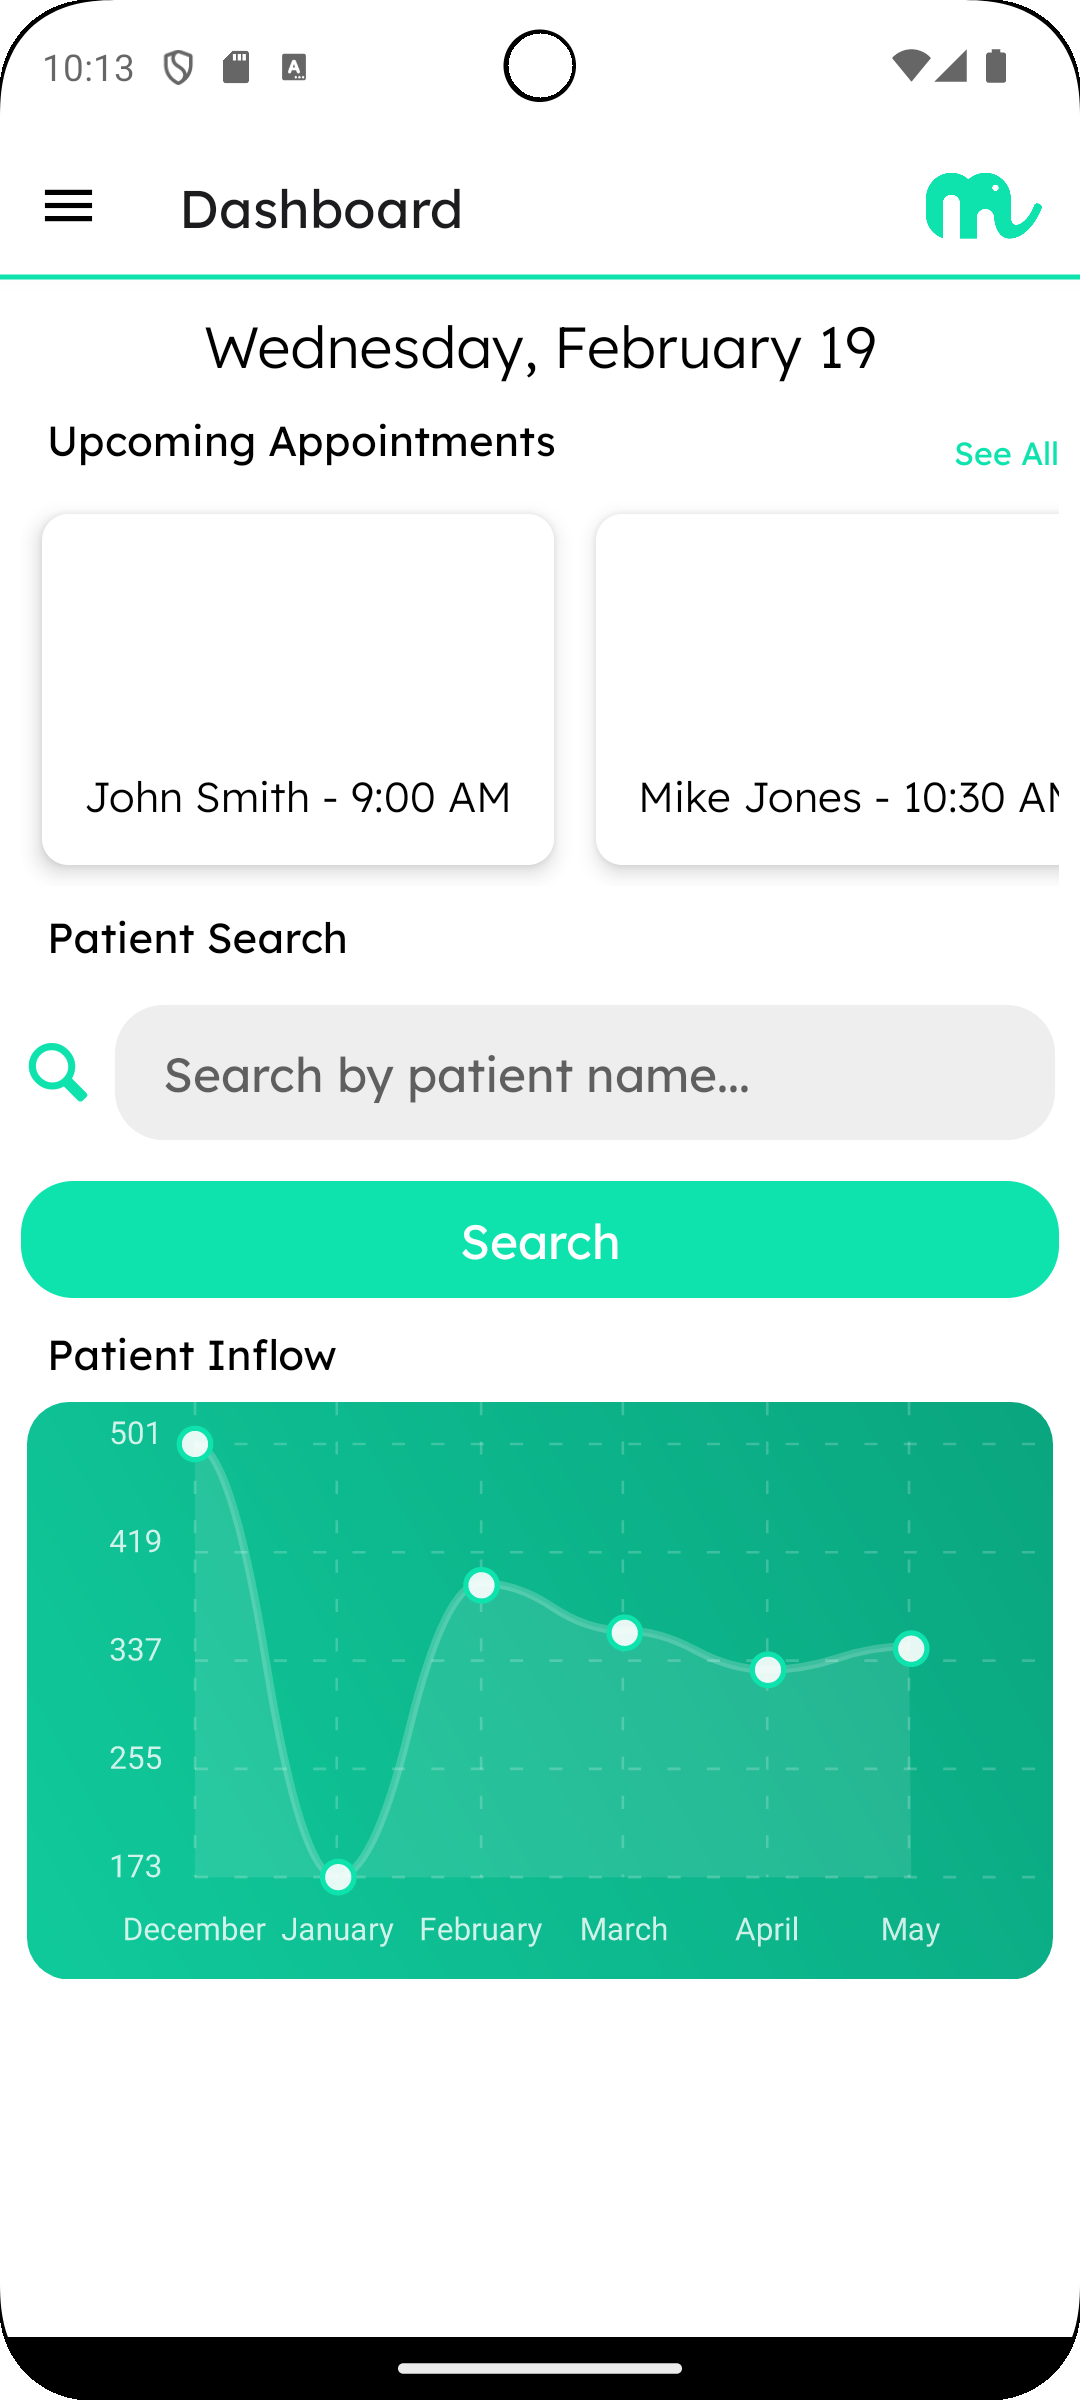 10:13
Dashboard
Wednesday, February 19
Upcoming Appointments
See All
John Smith - 9:00 AM
Mike Jones - 10:30 AM
Patient Search
Search by patient name...
Search
Patient Inflow
501
419
337
255
173
December January February March April May